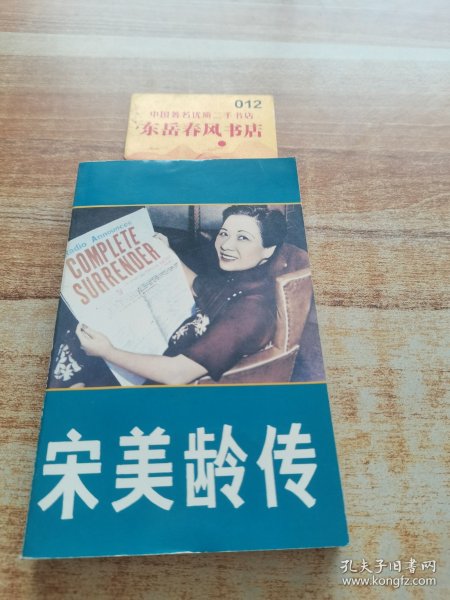 012
中国著名优质二手书店
东岳春风书店
Radio Announces
COMPLETE
SURRENDER
宋美龄传
孔夫子旧书网
www.kongfz.com